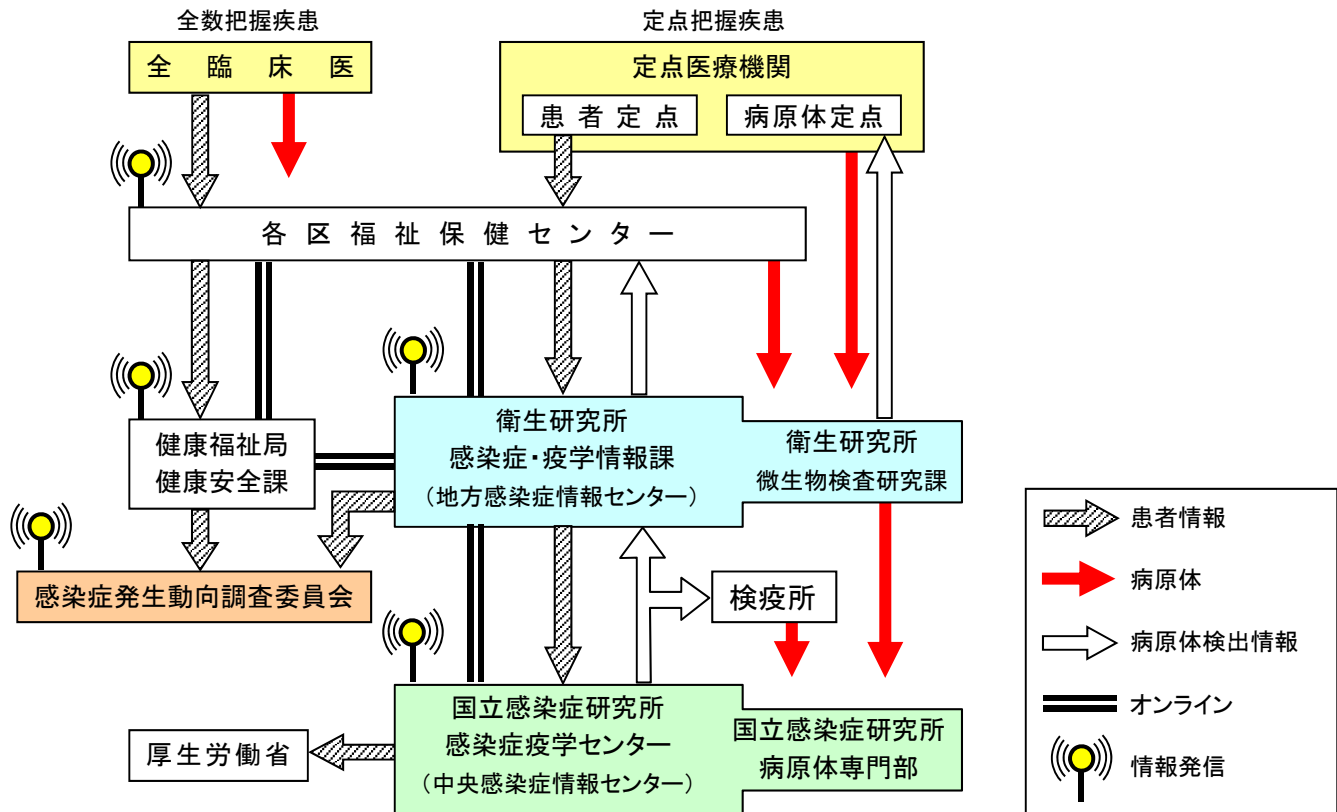 全数把握疾患
定点把握疾患
全臨床医
定点医療機関
患者定点
病原体定点
各区福祉保健センター
健康福祉局
健康安全課
衛生研究所
感染症・疫学情報課
（地方感染症情報センター）
衛生研究所
微生物検査研究課
感染症発生動向調査委員会
検疫所
厚生労働省
国立感染症研究所
感染症疫学センター
（中央感染症情報センター）
国立感染症研究所
病原体専門部
患者情報
病原体
病原体検出情報
オンライン
情報発信